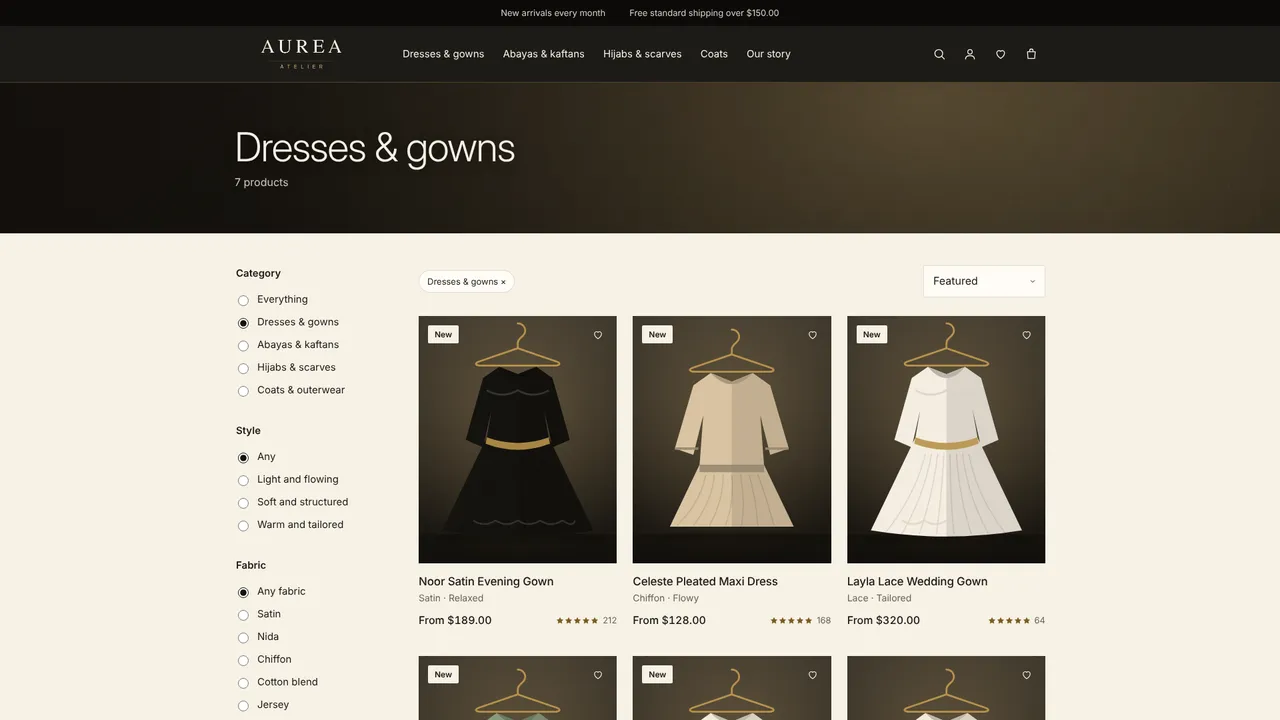 New arrivals every month Free standard shipping over $150.00
AUREA
ATELIER
Dresses & gowns Abayas & kaftans Hijabs & scarves Coats Our story
Dresses & gowns
7 products
Category
Everything
Dresses & gowns
Abayas & kaftans
Hijabs & scarves
Coats & outerwear
Style
Any
Light and flowing
Soft and structured
Warm and tailored
Fabric
Any fabric
Satin
Nida
Chiffon
Cotton blend
Jersey
Dresses & gowns ×
Featured
New
New
New
Noor Satin Evening Gown
Satin · Relaxed
From $189.00 ★★★★★ 212
Celeste Pleated Maxi Dress
Chiffon · Flowy
From $128.00 ★★★★★ 168
Layla Lace Wedding Gown
Lace · Tailored
From $320.00 ★★★★★ 64
New
New